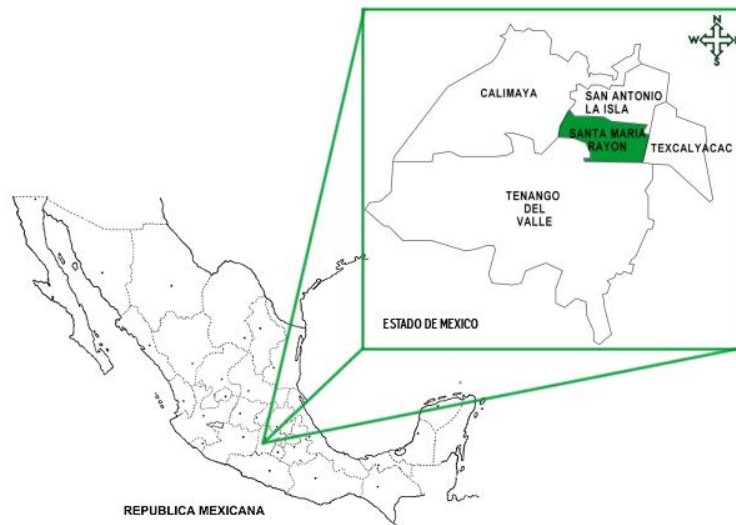 N
W E
S
CALIMAYA
SAN ANTONIO
LA ISLA
SANTA MARIA
RAYON
TEXCALYACAC
TENANGO
DEL
VALLE
ESTADO DE MEXICO
REPUBLICA MEXICANA